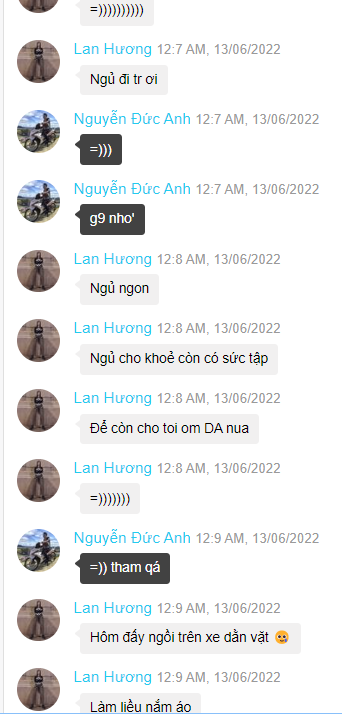 =))))))))))
Lan Hương 12:7 AM, 13/06/2022
Ngủ đi tr ơi
Nguyễn Đức Anh 12:7 AM, 13/06/2022
=)))
Nguyễn Đức Anh 12:7 AM, 13/06/2022
g9 nho'
Lan Hương 12:8 AM, 13/06/2022
Ngủ ngon
Lan Hương 12:8 AM, 13/06/2022
Ngủ cho khoẻ còn có sức tập
Lan Hương 12:8 AM, 13/06/2022
Để còn cho toi om DA nua
Lan Hương 12:8 AM, 13/06/2022
=)))))))
Nguyễn Đức Anh 12:9 AM, 13/06/2022
=)) tham qá
Lan Hương 12:9 AM, 13/06/2022
Hôm đấy ngồi trên xe dằn vặt 🌚
Lan Hương 12:9 AM, 13/06/2022
Làm liều nắm áo